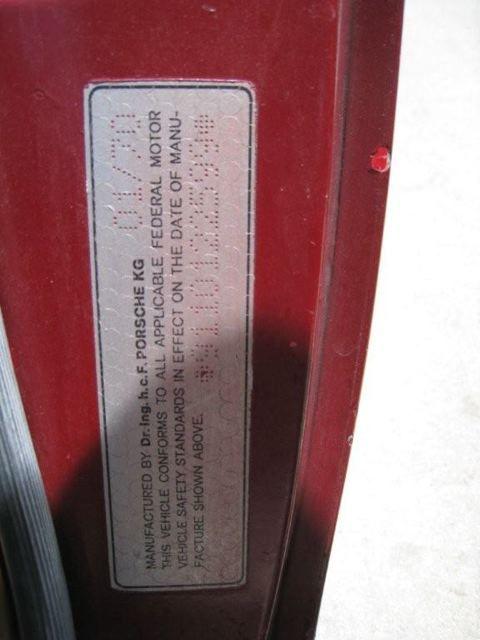 MANUFACTURED BY Dr.Ing.h.c.F.PORSCHE KG 01/70
THIS VEHICLE CONFORMS TO ALL APPLICABLE FEDERAL MOTOR
VEHICLE SAFETY STANDARDS IN EFFECT ON THE DATE OF MANU-
FACTURE SHOWN ABOVE.